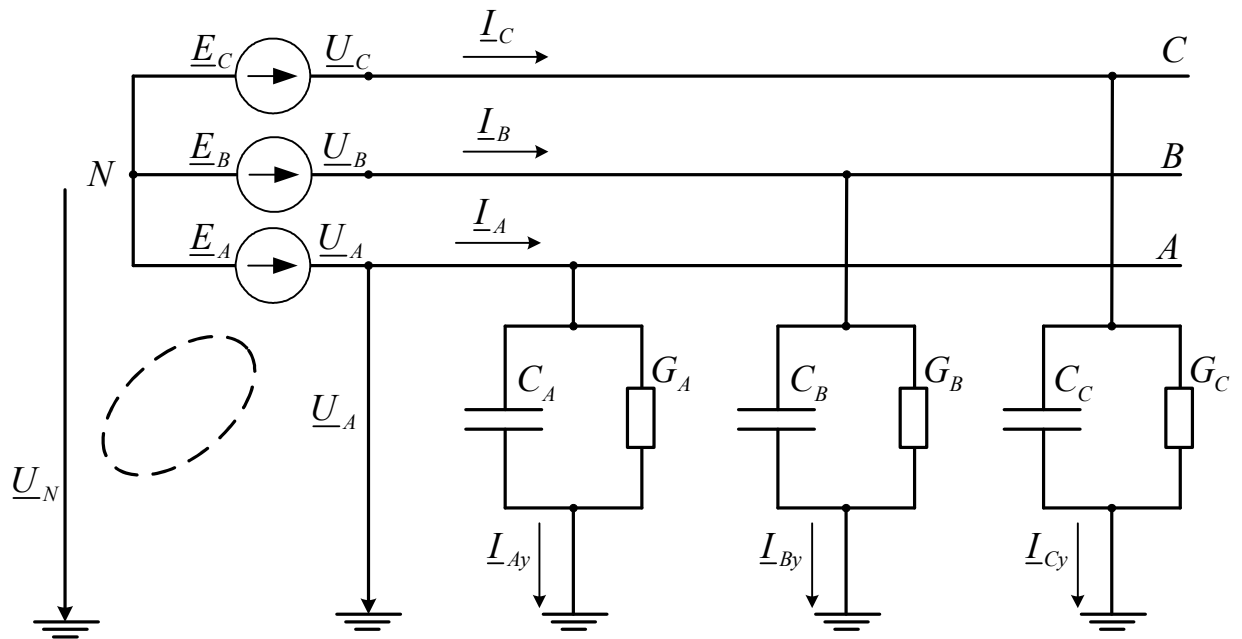 E_C U_C I_C C
N E_B U_B I_B B
E_A U_A I_A A
C_A G_A C_B G_B C_C G_C
U_A
U_N
I_Ay I_By I_Cy